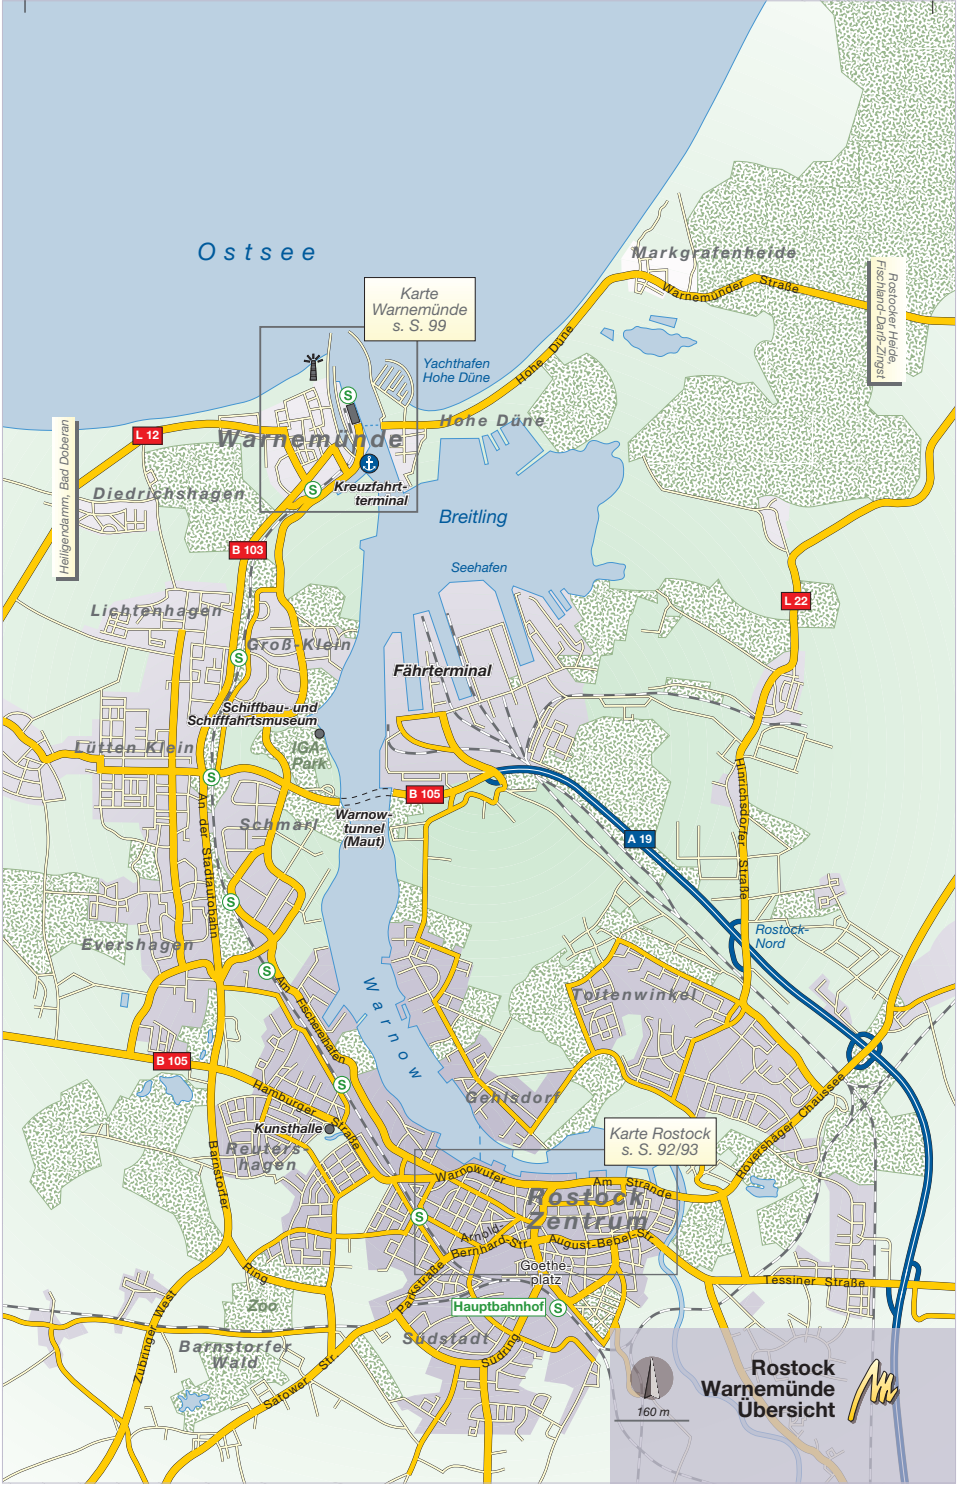 Ostsee
Markgrafenheide
Warnemünder Straße
Rostocker Heide,
Fischland-Darß-Zingst
Karte
Warnemünde
s. S. 99
Yachthafen
Hohe Düne
Hohe Düne
Hohe Düne
L 12
Warnemünde
Heiligendamm, Bad Doberan
Diedrichshagen
Kreuzfahrt-
terminal
S
S
Breitling
B 103
Seehafen
Lichtenhagen
L 22
Groß-Klein
S
Fährterminal
Schiffbau- und
Schifffahrtsmuseum
IGA-
Park
Lütten Klein
S
B 105
Warnow-
tunnel
(Maut)
Schmarl
An der Stadtautobahn
A 19
Hinrichsdorfer Straße
S
Evershagen
Rostock-
Nord
S
Am Fischereihafen
Warnow
Toitenwinkel
B 105
S
Hamburger Straße
Gehlsdorf
Kunsthalle
Reuters-
hagen
Karte Rostock
s. S. 92/93
Rövershäger Chaussee
Barnstorfer
Ring
Warnowufer
Am Strande
Rostock
Zentrum
S
Arnold-
Bernhard-Str.
August-Bebel-Str.
Goethe-
platz
Parkstraße
Hauptbahnhof
S
Tessiner Straße
Zoo
Barnstorfer
Wald
Zubringer West
Satower Str.
Südstadt
Südring
160 m
Rostock
Warnemünde
Übersicht